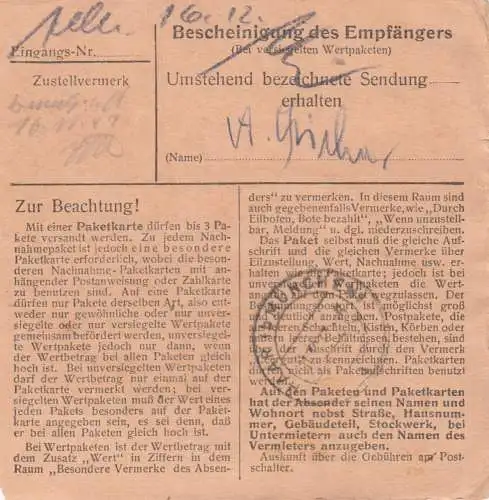 16. 12.
Bescheinigung des Empfängers
Eingangs-Nr.
(Bei versiegelten Wertpaketen)
Zustellvermerk
Umstehend bezeichnete Sendung
erhalten
(Name)
Zur Beachtung!
Mit einer Paketkarte dürfen bis 3 Pa-
kete versandt werden. Zu jedem Nach-
nahmepaket ist jedoch eine besondere
Paketkarte erforderlich, wobei die beson-
deren Nachnahme-Paketkarten mit an-
hängender Postanweisung oder Zahlkarte
zu benutzen sind. Auf eine Paketkarte
dürfen nur Pakete derselben Art, also ent-
weder nur gewöhnliche oder nur unver-
siegelte oder nur versiegelte Wertpakete
gemeinsam befördert werden, unversie-
gelte Wertpakete jedoch nur dann, wenn
der Wertbetrag bei allen Paketen gleich
hoch ist. Bei unversiegelten Wertpaketen
darf der Wertbetrag nur einmal auf der
Paketkarte vermerkt werden; bei ver-
siegelten Wertpaketen muß der Wert eines
jeden Pakets besonders auf der Paket-
karte angegeben sein, es sei denn, daß
er bei allen Paketen gleich hoch ist.
Bei Wertpaketen ist der Wertbetrag mit
dem Zusatz „Wert" in Ziffern in dem
Raum "Besondere Vermerke des Absen-
ders" zu vermerken. In diesem Raum sind
auch gegebenenfalls Vermerke, wie „Durch
Eilboten, Bote bezahlt", „Wenn unzustell-
bar, Meldung" u. dgl. niederzuschreiben.
Das Paket selbst muß die gleiche Auf-
schrift und die gleichen Vermerke über
Eilzustellung, Wert, Nachnahme usw. er-
halten wie die Paketkarte; jedoch ist bei
unversiegelten Wertpaketen die Wert-
angabe auf dem Paket wegzulassen. Der
ist möglichst groß
Postpakete, die
Schachteln, Kisten, Körben oder
Behältnissen bestehen, sind
der Anschrift durch den Vermerk
zu kennzeichnen. Paketkarten
nicht als Paketaufschriften benutzt
werden.
Auf den Paketen und Paketkarten
hat der Absender seinen Namen und
Wohnort nebst Straße, Hausnum-
mer, Gebäudeteil, Stockwerk, bei
Untermietern auch den Namen des
Vermieters anzugeben.
Auskunft über die Gebühren am Post-
schalter.